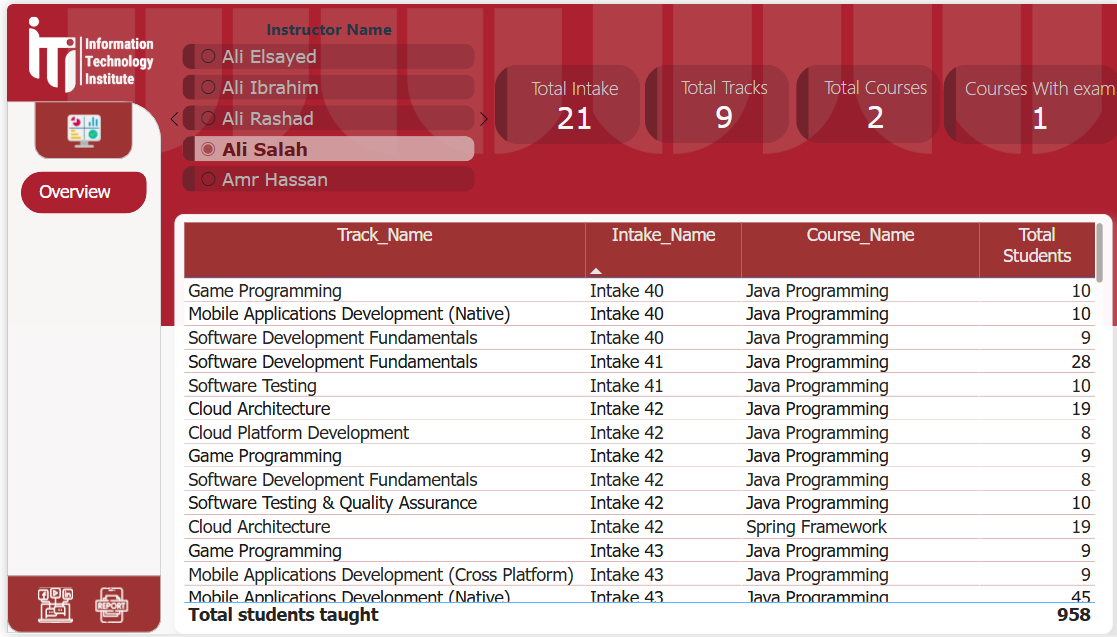 Information
Technology
Institute
Overview
Instructor Name
Ali Elsayed
Ali Ibrahim
Ali Rashad
Ali Salah
Amr Hassan
Total Intake
21
Total Tracks
9
Total Courses
2
Courses With exam
1
Track_Name Intake_Name Course_Name Total Students
Game Programming Intake 40 Java Programming 10
Mobile Applications Development (Native) Intake 40 Java Programming 10
Software Development Fundamentals Intake 40 Java Programming 9
Software Development Fundamentals Intake 41 Java Programming 28
Software Testing Intake 41 Java Programming 10
Cloud Architecture Intake 42 Java Programming 19
Cloud Platform Development Intake 42 Java Programming 8
Game Programming Intake 42 Java Programming 9
Software Development Fundamentals Intake 42 Java Programming 8
Software Testing & Quality Assurance Intake 42 Java Programming 10
Cloud Architecture Intake 42 Spring Framework 19
Game Programming Intake 43 Java Programming 9
Mobile Applications Development (Cross Platform) Intake 43 Java Programming 9
Mobile Applications Development (Native) Intake 43 Java Programming 45
Total students taught 958
REPORT